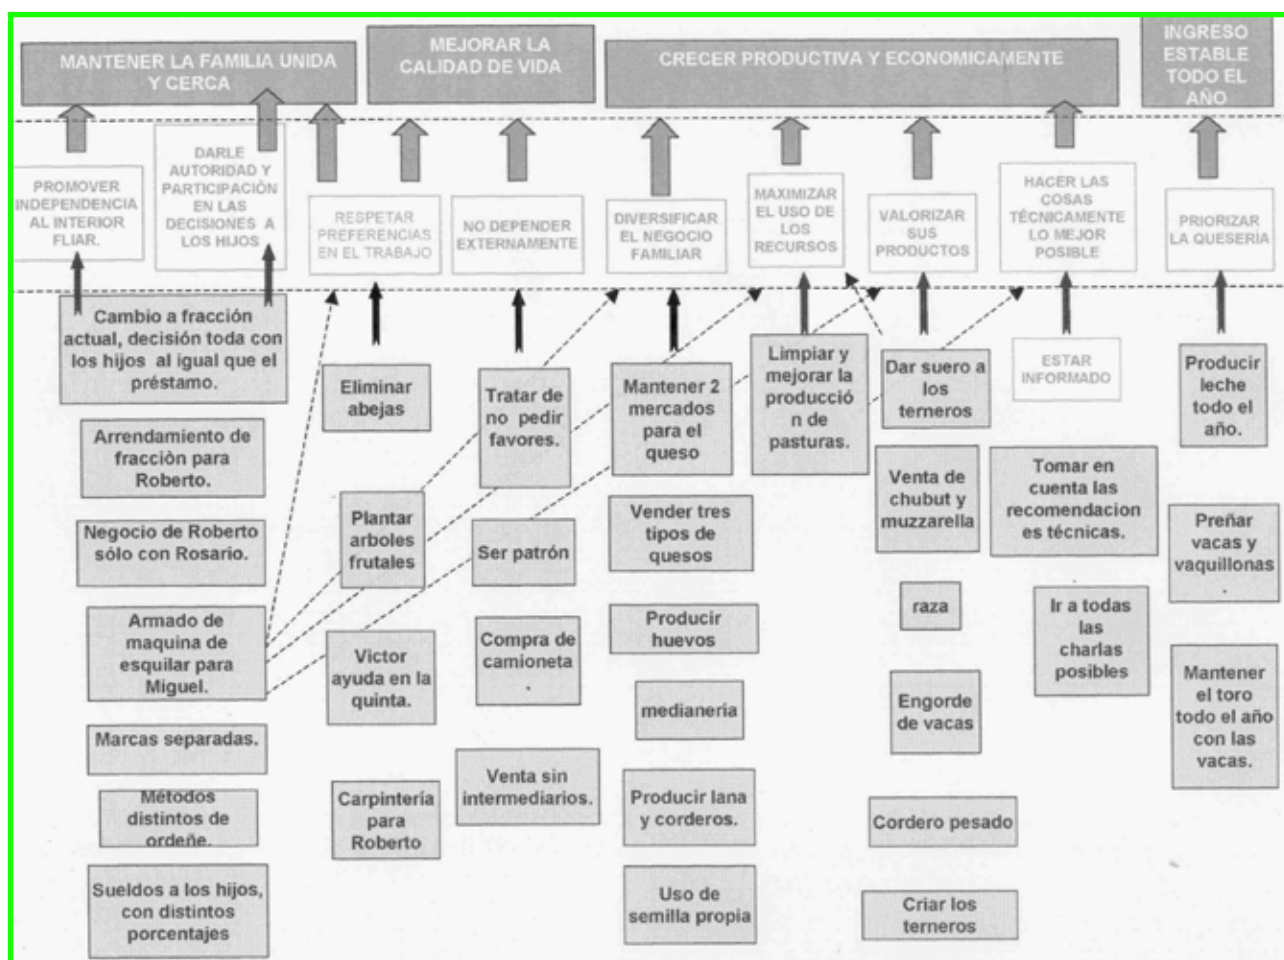 MANTENER LA FAMILIA UNIDA
Y CERCA
MEJORAR LA
CALIDAD DE VIDA
CRECER PRODUCTIVA Y ECONOMICAMENTE
INGRESO
ESTABLE
TODO EL
AÑO
PROMOVER
INDEPENDENCIA
AL INTERIOR
FLIAR.
DARLE
AUTORIDAD Y
PARTICIPACIÒN
EN LAS
DECISIONES A
LOS HIJOS
RESPETAR
PREFERENCIAS
EN EL TRABAJO
NO DEPENDER
EXTERNAMENTE
DIVERSIFICAR
EL NEGOCIO
FAMILIAR
MAXIMIZAR
EL USO DE
LOS
RECURSOS
VALORIZAR
SUS
PRODUCTOS
HACER LAS
COSAS
TÉCNICAMENTE
LO MEJOR
POSIBLE
PRIORIZAR
LA QUESERÍA
Cambio a fracción
actual, decisión toda con
los hijos al igual que el
préstamo.
Arrendamiento de
fracciòn para
Roberto.
Negocio de Roberto
sólo con Rosario.
Armado de
maquina de
esquilar para
Miguel.
Marcas separadas.
Métodos
distintos de
ordeñe.
Sueldos a los hijos,
con distintos
porcentajes
Eliminar
abejas
Plantar
arboles
frutales
Victor
ayuda en la
quinta.
Carpintería
para
Roberto
Tratar de
no pedir
favores.
Ser patrón
Compra de
camioneta
Venta sin
intermediarios.
Mantener 2
mercados
para el
queso
Vender tres
tipos de
quesos
Producir
huevos
medianería
Producir lana
y corderos.
Uso de
semilla propia
Limpiar y
mejorar la
producció
n de
pasturas.
Dar suero a
los
terneros
Venta de
chubut y
muzzarella
raza
Engorde
de vacas
Cordero pesado
Criar los
terneros
ESTAR
INFORMADO
Tomar en
cuenta las
recomendacion
es técnicas.
Ir a todas
las
charlas
posibles
Producir
leche
todo el
año.
Preñar
vacas y
vaquillonas
Mantener
el toro
todo el año
con las
vacas.